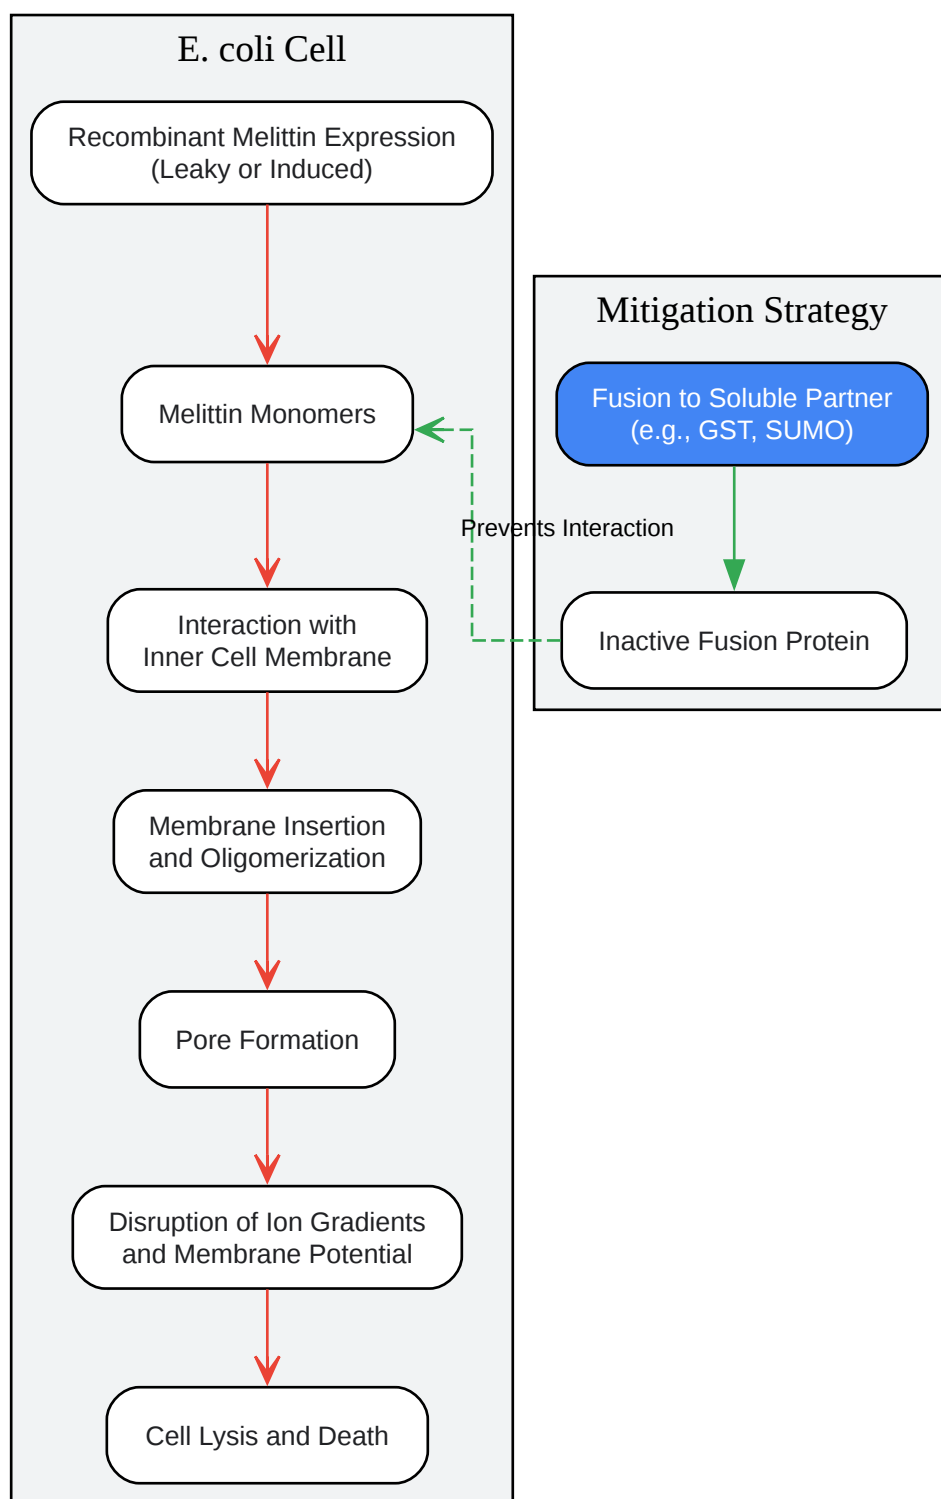 E. coli Cell
Recombinant Melittin Expression
(Leaky or Induced)
Melittin Monomers
Interaction with
Inner Cell Membrane
Membrane Insertion
and Oligomerization
Pore Formation
Disruption of Ion Gradients
and Membrane Potential
Cell Lysis and Death
Mitigation Strategy
Fusion to Soluble Partner
(e.g., GST, SUMO)
Prevents Interaction
Inactive Fusion Protein